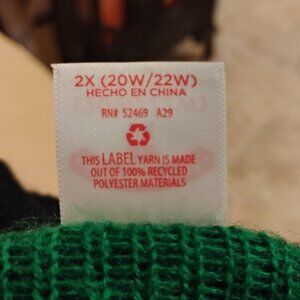 2X (20W/22W)
HECHO EN CHINA
RN# 52469 A29
THIS LABEL YARN IS MADE
OUT OF 100% RECYCLED
POLYESTER MATERIALS